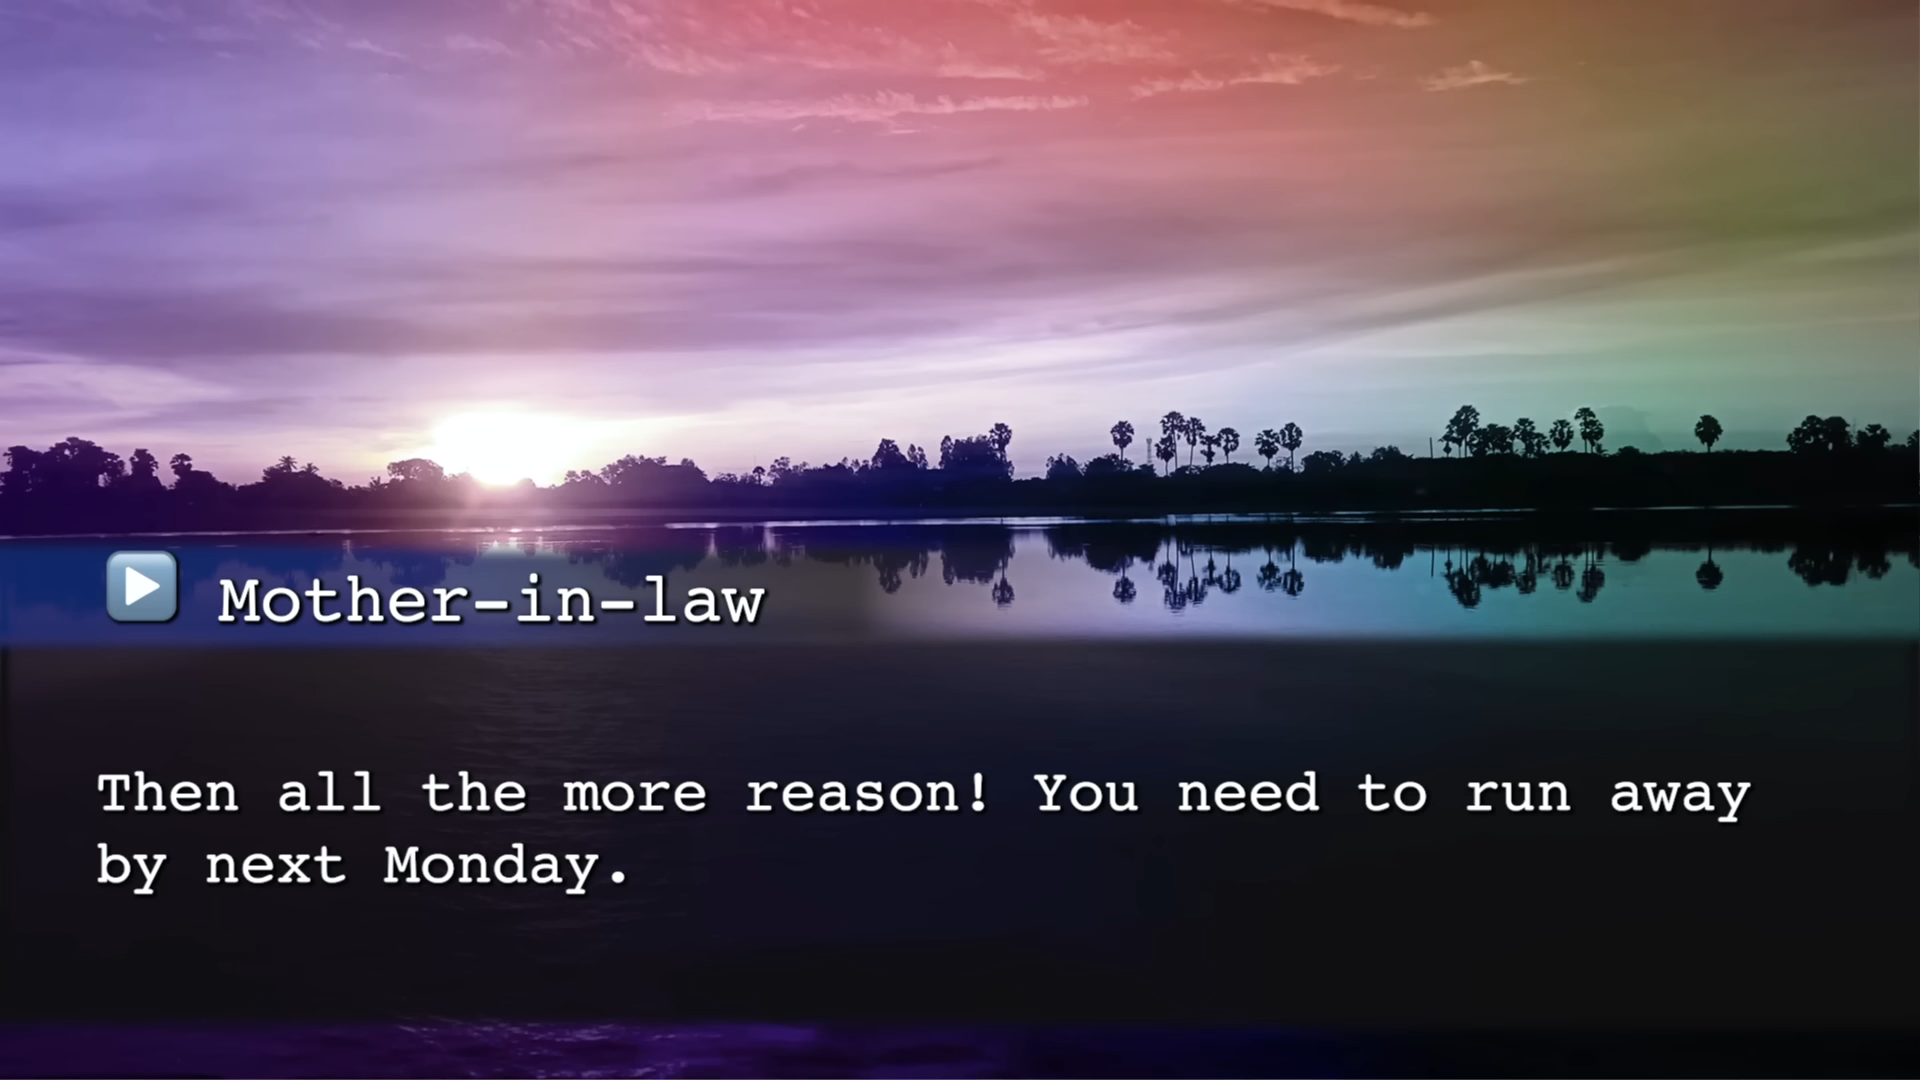 Mother-in-law
Then all the more reason! You need to run away
by next Monday.